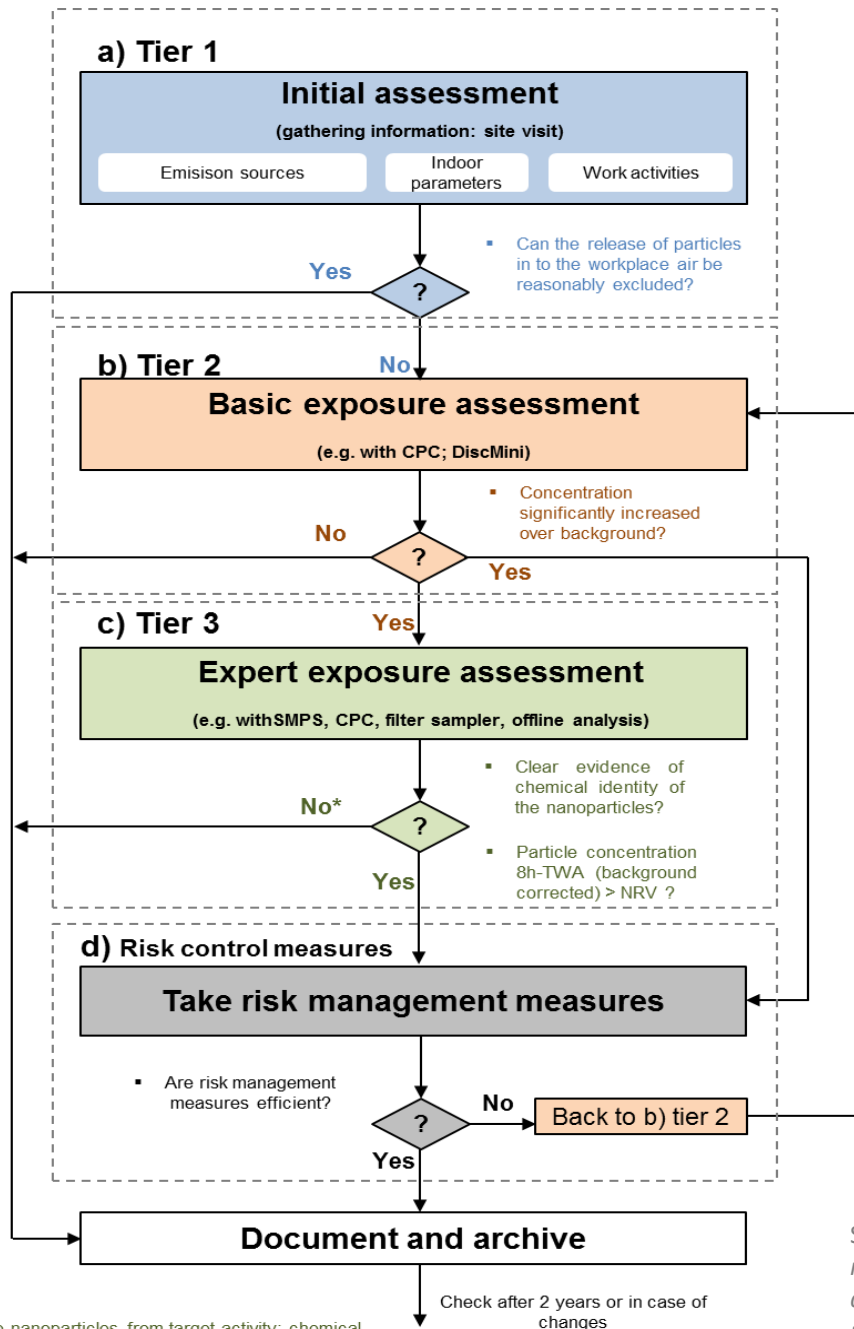 a) Tier 1
Initial assessment
(gathering information: site visit)
Emisison sources
Indoor
parameters
Work activities
▪ Can the release of particles
in to the workplace air be
reasonably excluded?
Yes
?
No
b) Tier 2
Basic exposure assessment
(e.g. with CPC; DiscMini)
▪ Concentration
significantly increased
over background?
No
?
Yes
Yes
c) Tier 3
Expert exposure assessment
(e.g. withSMPS, CPC, filter sampler, offline analysis)
▪ Clear evidence of
chemical identity of
the nanoparticles?
No*
?
▪ Particle concentration
8h-TWA (background
corrected) > NRV ?
Yes
d) Risk control measures
Take risk management measures
▪ Are risk management
measures efficient?
?
No
Back to b) tier 2
Yes
Document and archive
Check after 2 years or in case of
changes
nanoparticles from target activity; chemical